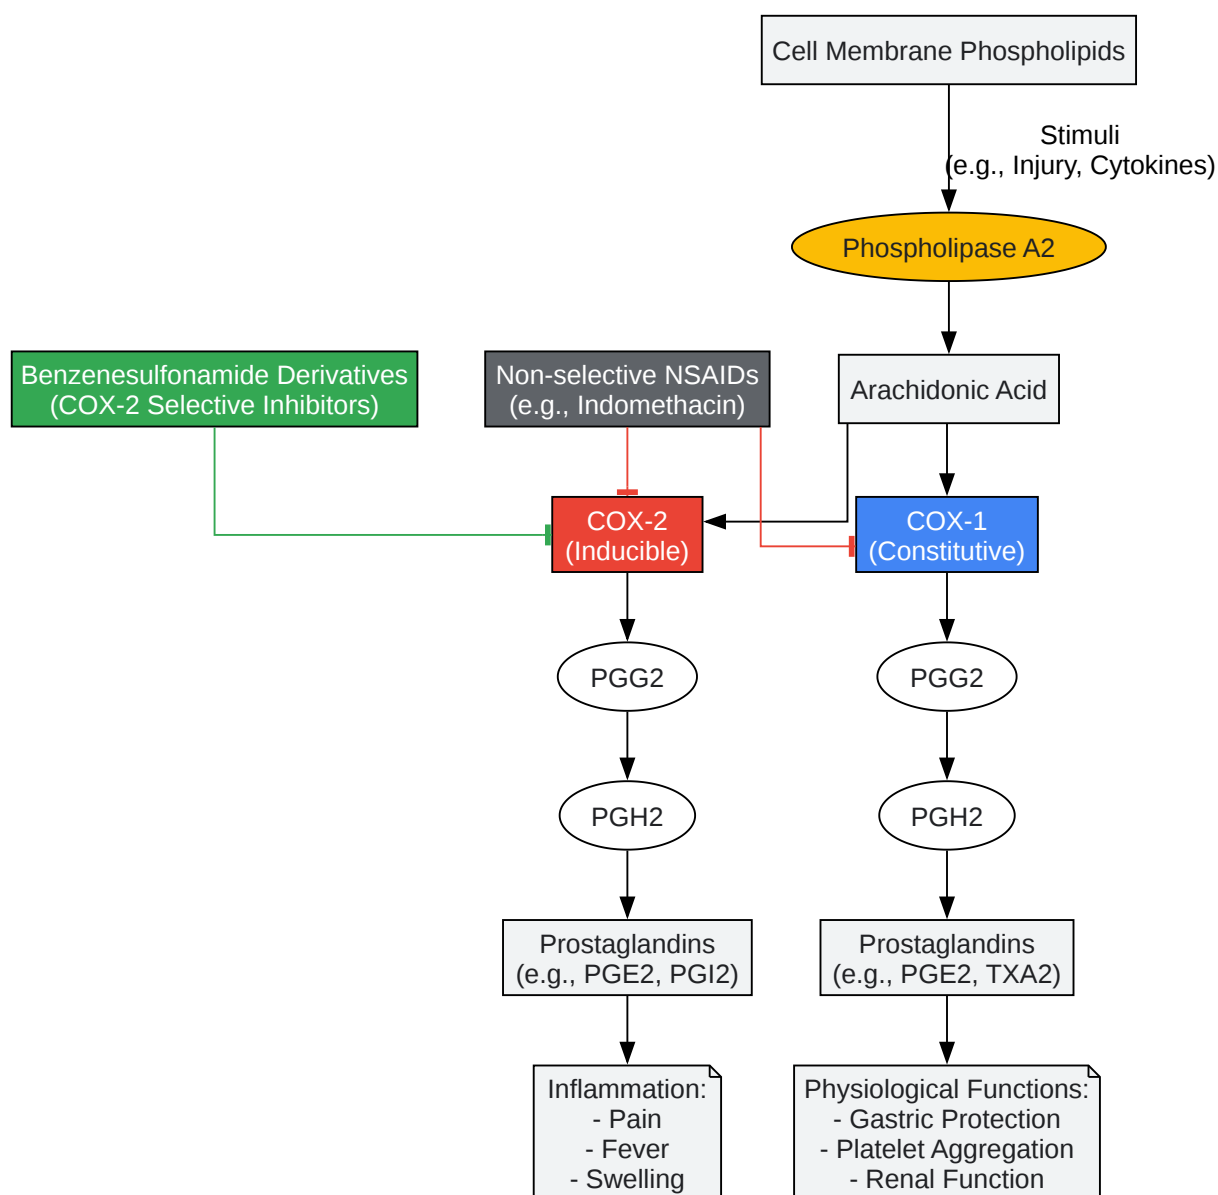 Cell Membrane Phospholipids
Stimuli
(e.g., Injury, Cytokines)
Phospholipase A2
Benzenesulfonamide Derivatives
(COX-2 Selective Inhibitors)
Non-selective NSAIDs
(e.g., Indomethacin)
Arachidonic Acid
COX-2
(Inducible)
COX-1
(Constitutive)
PGG2
PGG2
PGH2
PGH2
Prostaglandins
(e.g., PGE2, PGI2)
Prostaglandins
(e.g., PGE2, TXA2)
Inflammation:
- Pain
- Fever
- Swelling
Physiological Functions:
- Gastric Protection
- Platelet Aggregation
- Renal Function